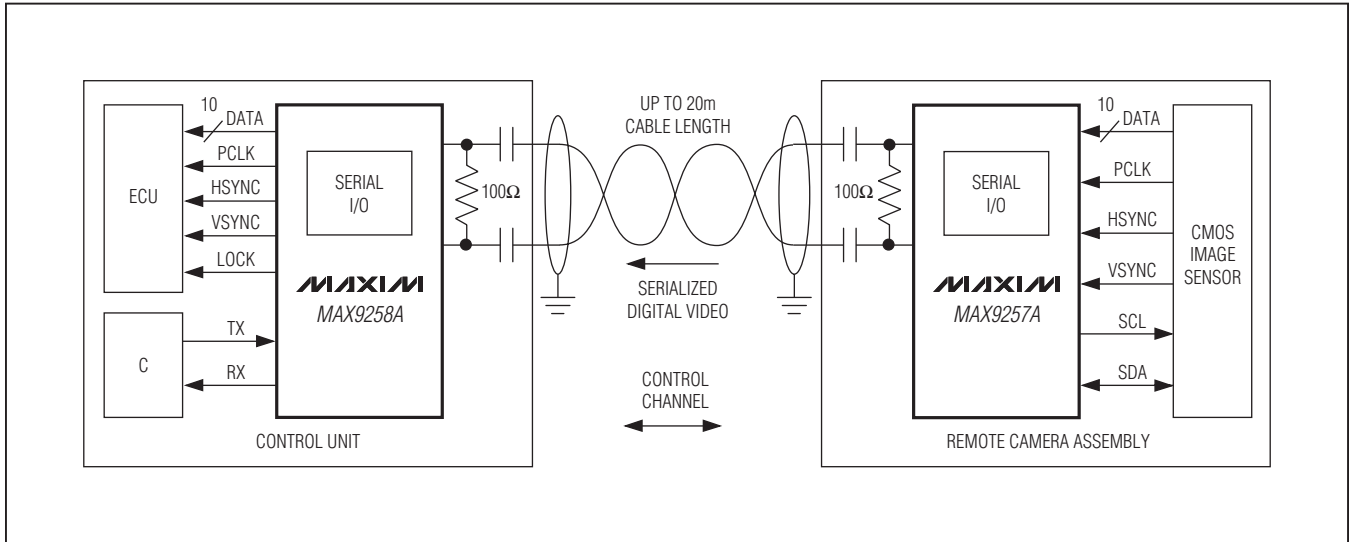 10
DATA
PCLK
HSYNC
VSYNC
LOCK
ECU
TX
RX
C
SERIAL
I/O
MAXIM
MAX9258A
CONTROL UNIT
100Ω
UP TO 20m
CABLE LENGTH
SERIALIZED
DIGITAL VIDEO
CONTROL
CHANNEL
100Ω
SERIAL
I/O
MAXIM
MAX9257A
10
DATA
PCLK
HSYNC
VSYNC
SCL
SDA
CMOS
IMAGE
SENSOR
REMOTE CAMERA ASSEMBLY